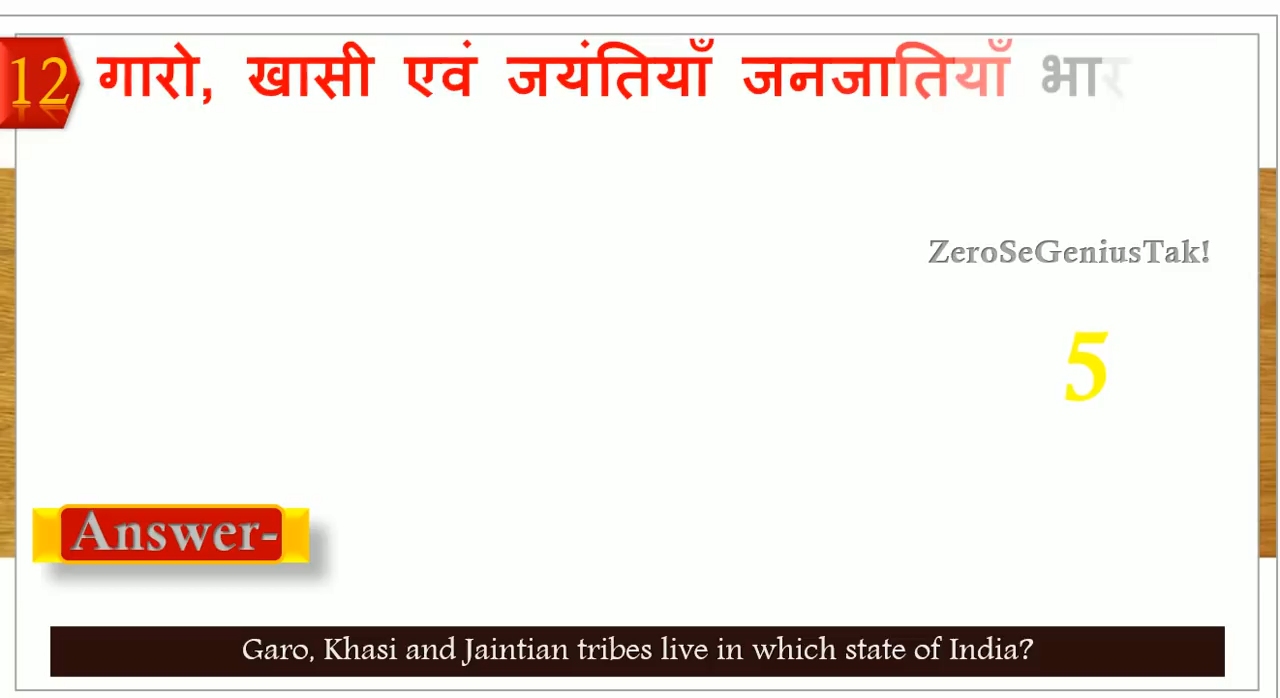 12 गारो, खासी एवं जयंतियाँ जनजातियाँ
ZeroSeGeniusTak!
5
Answer-
Garo, Khasi and Jaintian tribes live in which state of India?